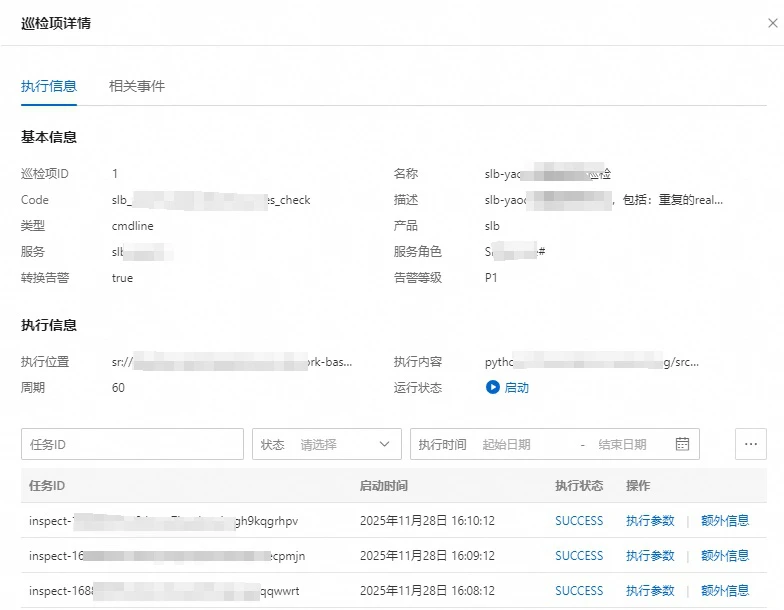 巡检项详情
执行信息 相关事件
基本信息
巡检项ID 1 名称 slb-yao 巡检
Code slb_ es_check 描述 slb-yaoc ，包括：重复的real...
类型 cmdline 产品 slb
服务 slb 服务角色 S #
转换告警 true 告警等级 P1
执行信息
执行位置 sr:// ork-bas... 执行内容 pythc g/src...
周期 60 运行状态 启动
任务ID 状态 请选择 执行时间 起始日期 - 结束日期 ...
任务ID 启动时间 执行状态 操作
inspect-1 gh9kqgrhpv 2025年11月28日 16:10:12 SUCCESS 执行参数 | 额外信息
inspect-16 ecpmjn 2025年11月28日 16:09:12 SUCCESS 执行参数 | 额外信息
inspect-168 qqwwrt 2025年11月28日 16:08:12 SUCCESS 执行参数 | 额外信息